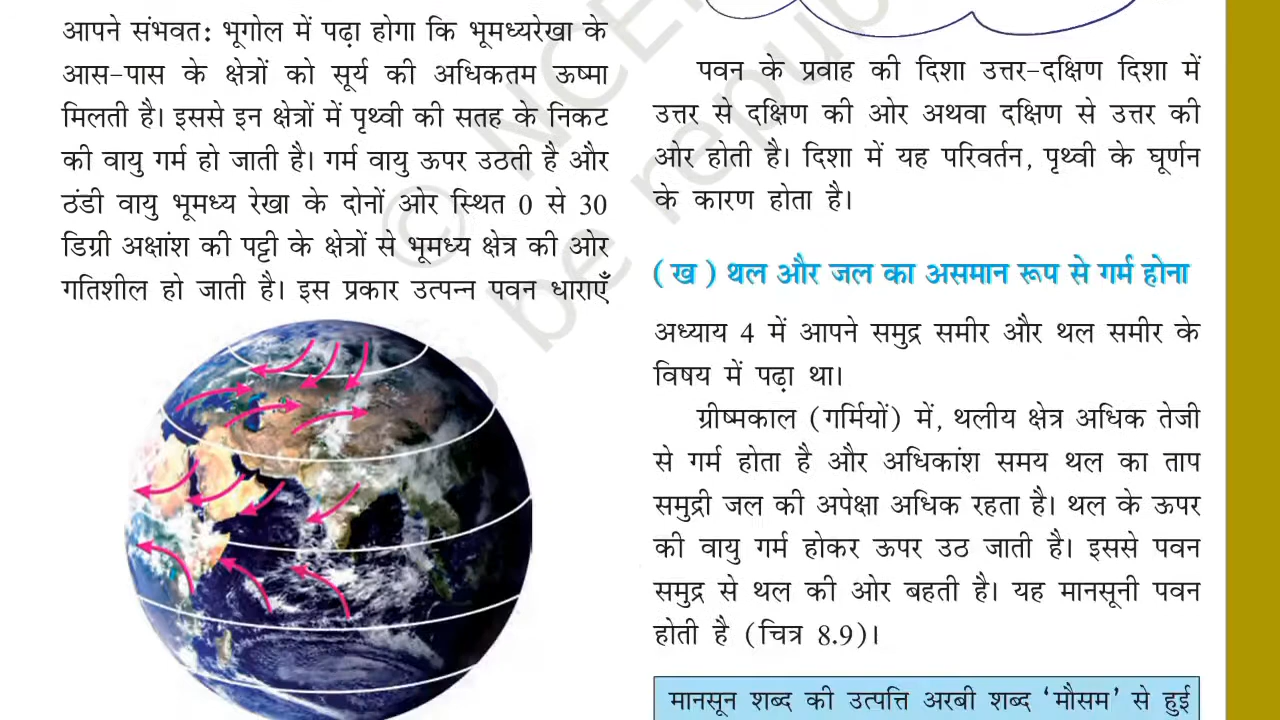 आपने संभवत: भूगोल में पढ़ा होगा कि भूमध्यरेखा के
आस-पास के क्षेत्रों को सूर्य की अधिकतम ऊष्मा
मिलती है। इससे इन क्षेत्रों में पृथ्वी की सतह के निकट
की वायु गर्म हो जाती है। गर्म वायु ऊपर उठती है और
ठंडी वायु भूमध्य रेखा के दोनों ओर स्थित 0 से 30
डिग्री अक्षांश की पट्टी के क्षेत्रों से भूमध्य क्षेत्र की ओर
गतिशील हो जाती है। इस प्रकार उत्पन्न पवन धाराएँ
पवन के प्रवाह की दिशा उत्तर-दक्षिण दिशा में
उत्तर से दक्षिण की ओर अथवा दक्षिण से उत्तर की
ओर होती है। दिशा में यह परिवर्तन, पृथ्वी के घूर्णन
के कारण होता है।
(ख) थल और जल का असमान रूप से गर्म होना
अध्याय 4 में आपने समुद्र समीर और थल समीर के
विषय में पढ़ा था।
ग्रीष्मकाल (गर्मियों) में, थलीय क्षेत्र अधिक तेजी
से गर्म होता है और अधिकांश समय थल का ताप
समुद्री जल की अपेक्षा अधिक रहता है। थल के ऊपर
की वायु गर्म होकर ऊपर उठ जाती है। इससे पवन
समुद्र से थल की ओर बहती है। यह मानसूनी पवन
होती है (चित्र 8.9)।
मानसून शब्द की उत्पत्ति अरबी शब्द ‘मौसम’ से हुई
© NCE
be repub